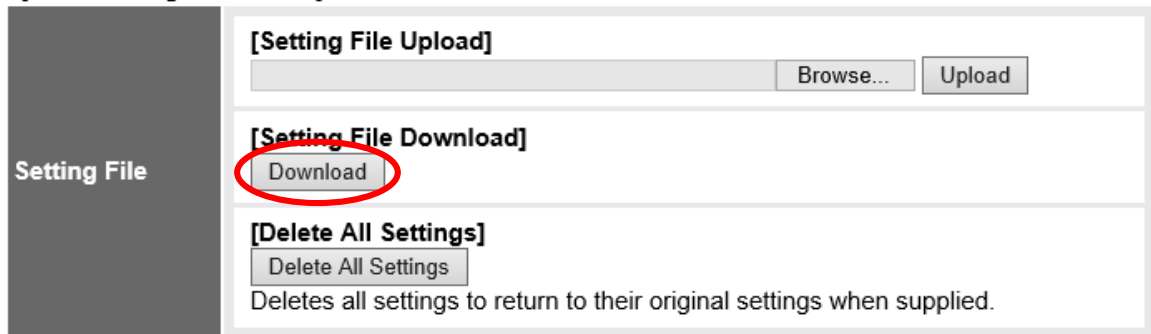 [Setting File Upload]
Browse... Upload
[Setting File Download]
Setting File
Download
[Delete All Settings]
Delete All Settings
Deletes all settings to return to their original settings when supplied.